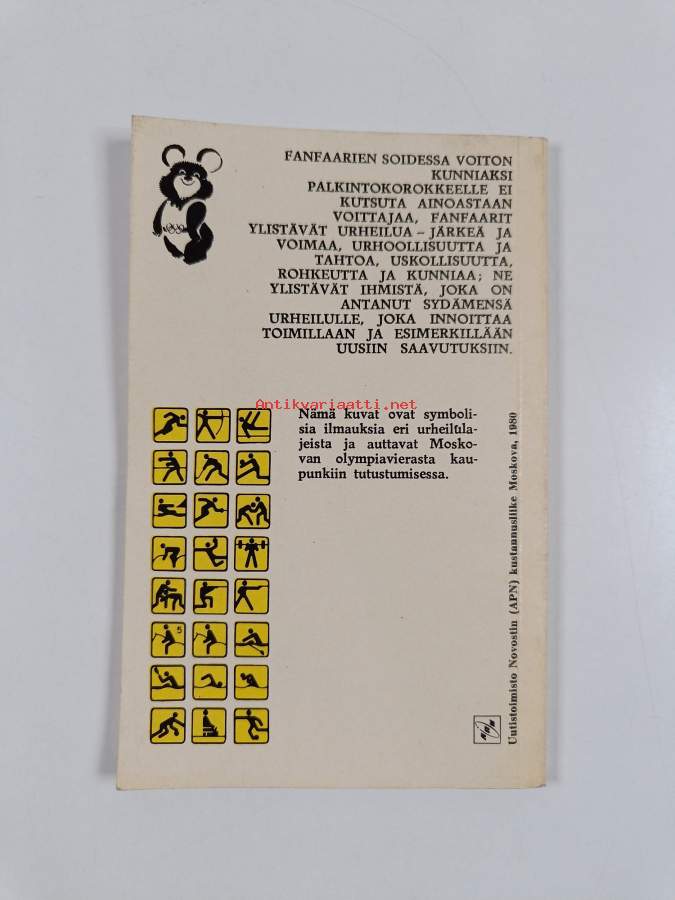 FANFAARIEN SOIDESSA VOITON
KUNNIAKSI
PALKINTOKOROKKEELLE EI
KUTSUTA AINOASTAAN
VOITTAJAA, FANFAARIT
YLISTÄVÄT URHEILUA – JÄRKEÄ JA
VOIMAA, URHOOLLISUUTTA JA
TAHTOA, USKOLLISUUTTA,
ROHKEUTTA JA KUNNIAA; NE
YLISTÄVÄT IHMISTÄ, JOKA ON
ANTANUT SYDÄMENSÄ
URHEILULLE, JOKA INNOITTAA
TOIMILLAAN JA ESIMERKILLÄÄN
UUSIIN SAAVUTUKSIIN.
Antikvariaatti.net
Nämä kuvat ovat symboli-
sia ilmauksia eri urheilula-
jeista ja auttavat Mosko-
van olympiavierasta kau-
punkiin tutustumisessa.
5
Uutistoimisto Novostin (APN) kustannusliike Moskova, 1980